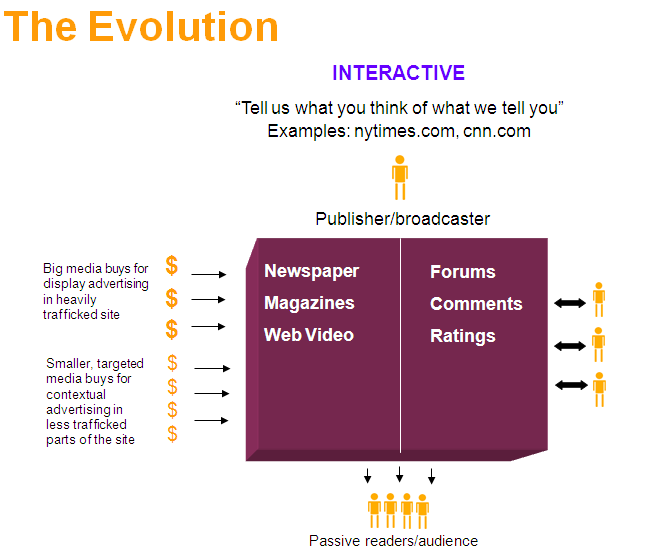 The Evolution
INTERACTIVE
“Tell us what you think of what we tell you”
Examples: nytimes.com, cnn.com
Publisher/broadcaster
Big media buys for
display advertising
in heavily
trafficked site
$
$
$
Smaller, targeted
media buys for
contextual
advertising in
less trafficked
parts of the site
$
$
$
$
Newspaper
Magazines
Web Video
Forums
Comments
Ratings
Passive readers/audience